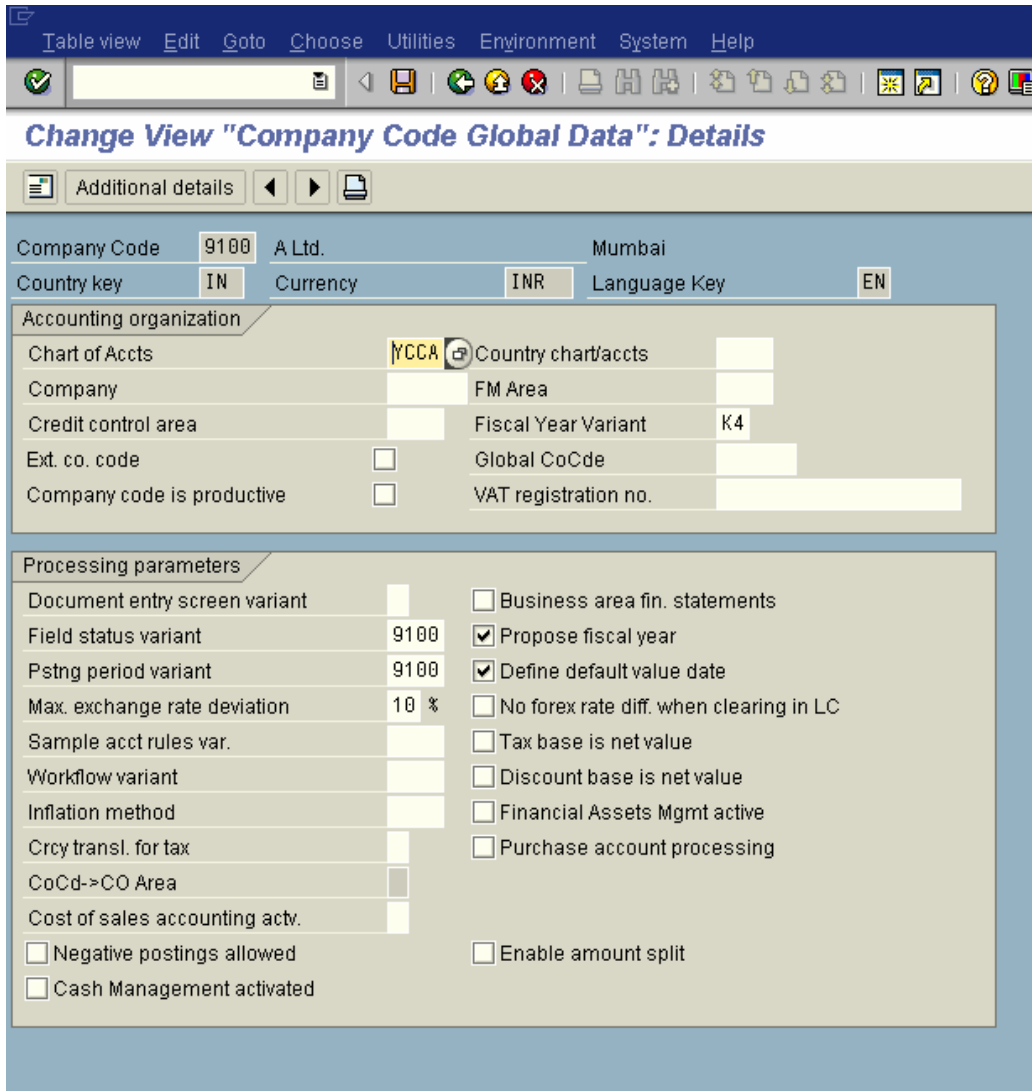 Table view Edit Goto Choose Utilities Environment System Help
Change View "Company Code Global Data": Details
Additional details
Company Code 9100 A Ltd. Mumbai
Country key IN Currency INR Language Key EN
Accounting organization
Chart of Accts YCCA Country chart/accts
Company FM Area
Credit control area Fiscal Year Variant K4
Ext. co. code Global CoCde
Company code is productive VAT registration no.
Processing parameters
Document entry screen variant Business area fin. statements
Field status variant 9100 Propose fiscal year
Pstng period variant 9100 Define default value date
Max. exchange rate deviation 10 % No forex rate diff. when clearing in LC
Sample acct rules var. Tax base is net value
Workflow variant Discount base is net value
Inflation method Financial Assets Mgmt active
Crcy transl. for tax Purchase account processing
CoCd->CO Area
Cost of sales accounting actv.
Negative postings allowed Enable amount split
Cash Management activated